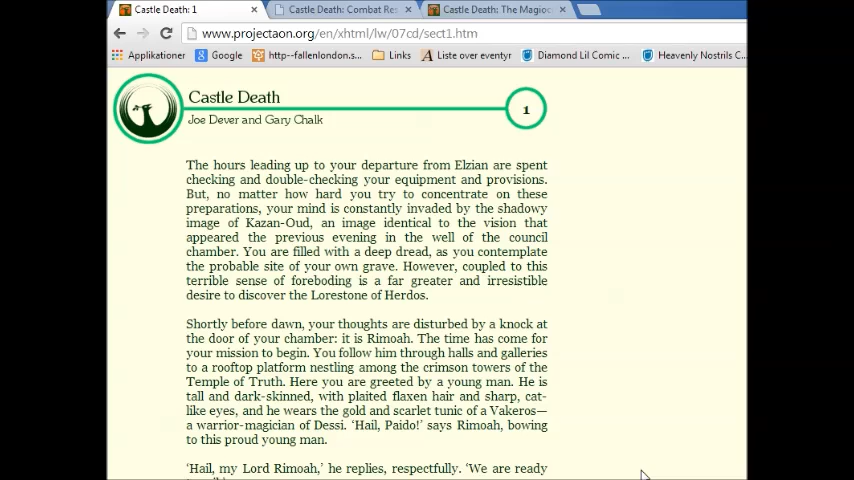 Castle Death: 1
Castle Death: Combat Res
Castle Death: The Magica
www.projectaon.org/en/xhtml/lw/07cd/sect1.htm
Applikationer
Google
http--fallenlondon.s...
Links
Liste over eventyr
Diamond Lil Comic ...
Heavenly Nostrils C...
Castle Death
1
Joe Dever and Gary Chalk
The hours leading up to your departure from Elzian are spent
checking and double-checking your equipment and provisions.
But, no matter how hard you try to concentrate on these
preparations, your mind is constantly invaded by the shadowy
image of Kazan-Oud, an image identical to the vision that
appeared the previous evening in the well of the council
chamber. You are filled with a deep dread, as you contemplate
the probable site of your own grave. However, coupled to this
terrible sense of foreboding is a far greater and irresistible
desire to discover the Lorestone of Herdos.
Shortly before dawn, your thoughts are disturbed by a knock at
the door of your chamber: it is Rimoah. The time has come for
your mission to begin. You follow him through halls and galleries
to a rooftop platform nestling among the crimson towers of the
Temple of Truth. Here you are greeted by a young man. He is
tall and dark-skinned, with plaited flaxen hair and sharp, cat-
like eyes, and he wears the gold and scarlet tunic of a Vakeros—
a warrior-magician of Dessi. ‘Hail, Paido!’ says Rimoah, bowing
to this proud young man.
‘Hail, my Lord Rimoah,’ he replies, respectfully. ‘We are ready